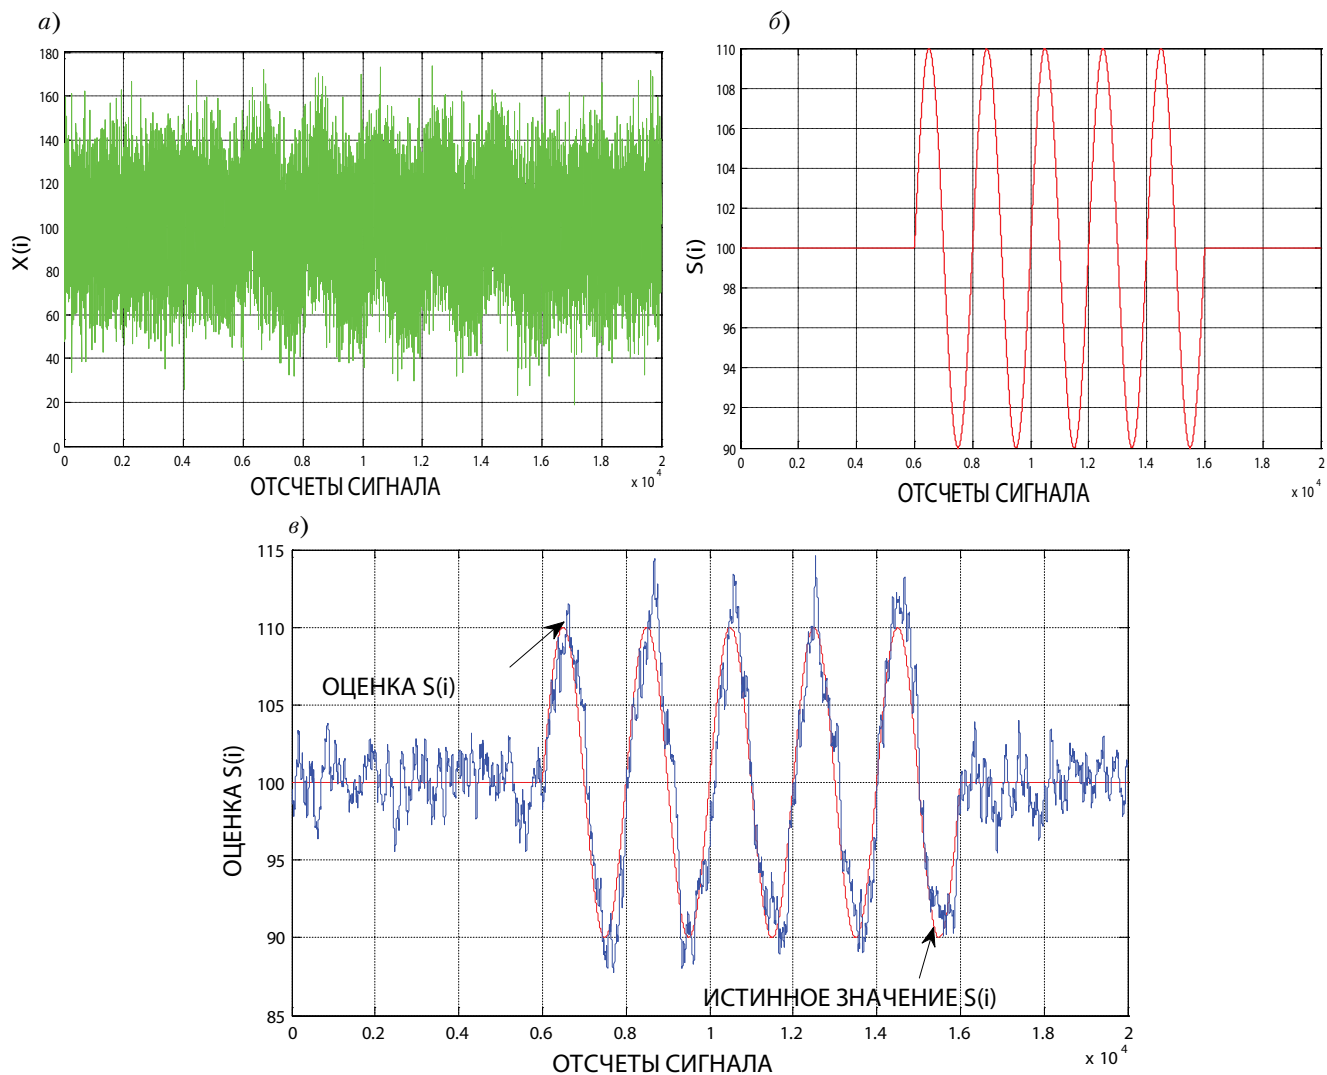 а)
180
160
140
120
100
80
60
40
20
0
X(i)
0 0.2 0.4 0.6 0.8 1 1.2 1.4 1.6 1.8 2
x 10 4
ОТСЧЕТЫ СИГНАЛА
б)
110
108
106
104
102
100
98
96
94
92
90
S(i)
0 0.2 0.4 0.6 0.8 1 1.2 1.4 1.6 1.8 2
x 10 4
ОТСЧЕТЫ СИГНАЛА
в)
115
110
105
100
95
90
85
ОЦЕНКА S(i)
ОЦЕНКА S(i)
ИСТИННОЕ ЗНАЧЕНИЕ S(i)
0 0.2 0.4 0.6 0.8 1 1.2 1.4 1.6 1.8 2
x 10 4
ОТСЧЕТЫ СИГНАЛА